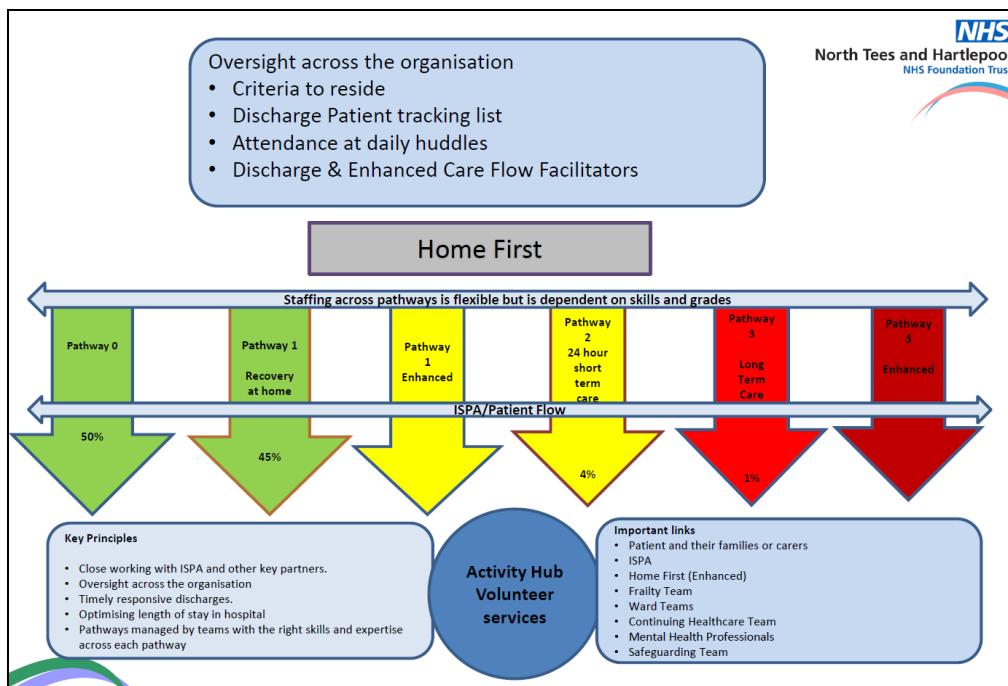 NHS
North Tees and Hartlepool
NHS Foundation Trust
Oversight across the organisation
• Criteria to reside
• Discharge Patient tracking list
• Attendance at daily huddles
• Discharge & Enhanced Care Flow Facilitators
Home First
Staffing across pathways is flexible but is dependent on skills and grades
Pathway 0
50%
Pathway 1
Recovery
at home
45%
Pathway
1
Enhanced
Pathway
2
24 hour
short
term
care
4%
Pathway
3
Long
Term
Care
1%
Pathway
3
Enhanced
ISPA/Patient Flow
Key Principles
• Close working with ISPA and other key partners.
• Oversight across the organisation
• Timely responsive discharges.
• Optimising length of stay in hospital
• Pathways managed by teams with the right skills and expertise
across each pathway
Activity Hub
Volunteer
services
Important links
• Patient and their families or carers
• ISPA
• Home First (Enhanced)
• Frailty Team
• Ward Teams
• Continuing Healthcare Team
• Mental Health Professionals
• Safeguarding Team